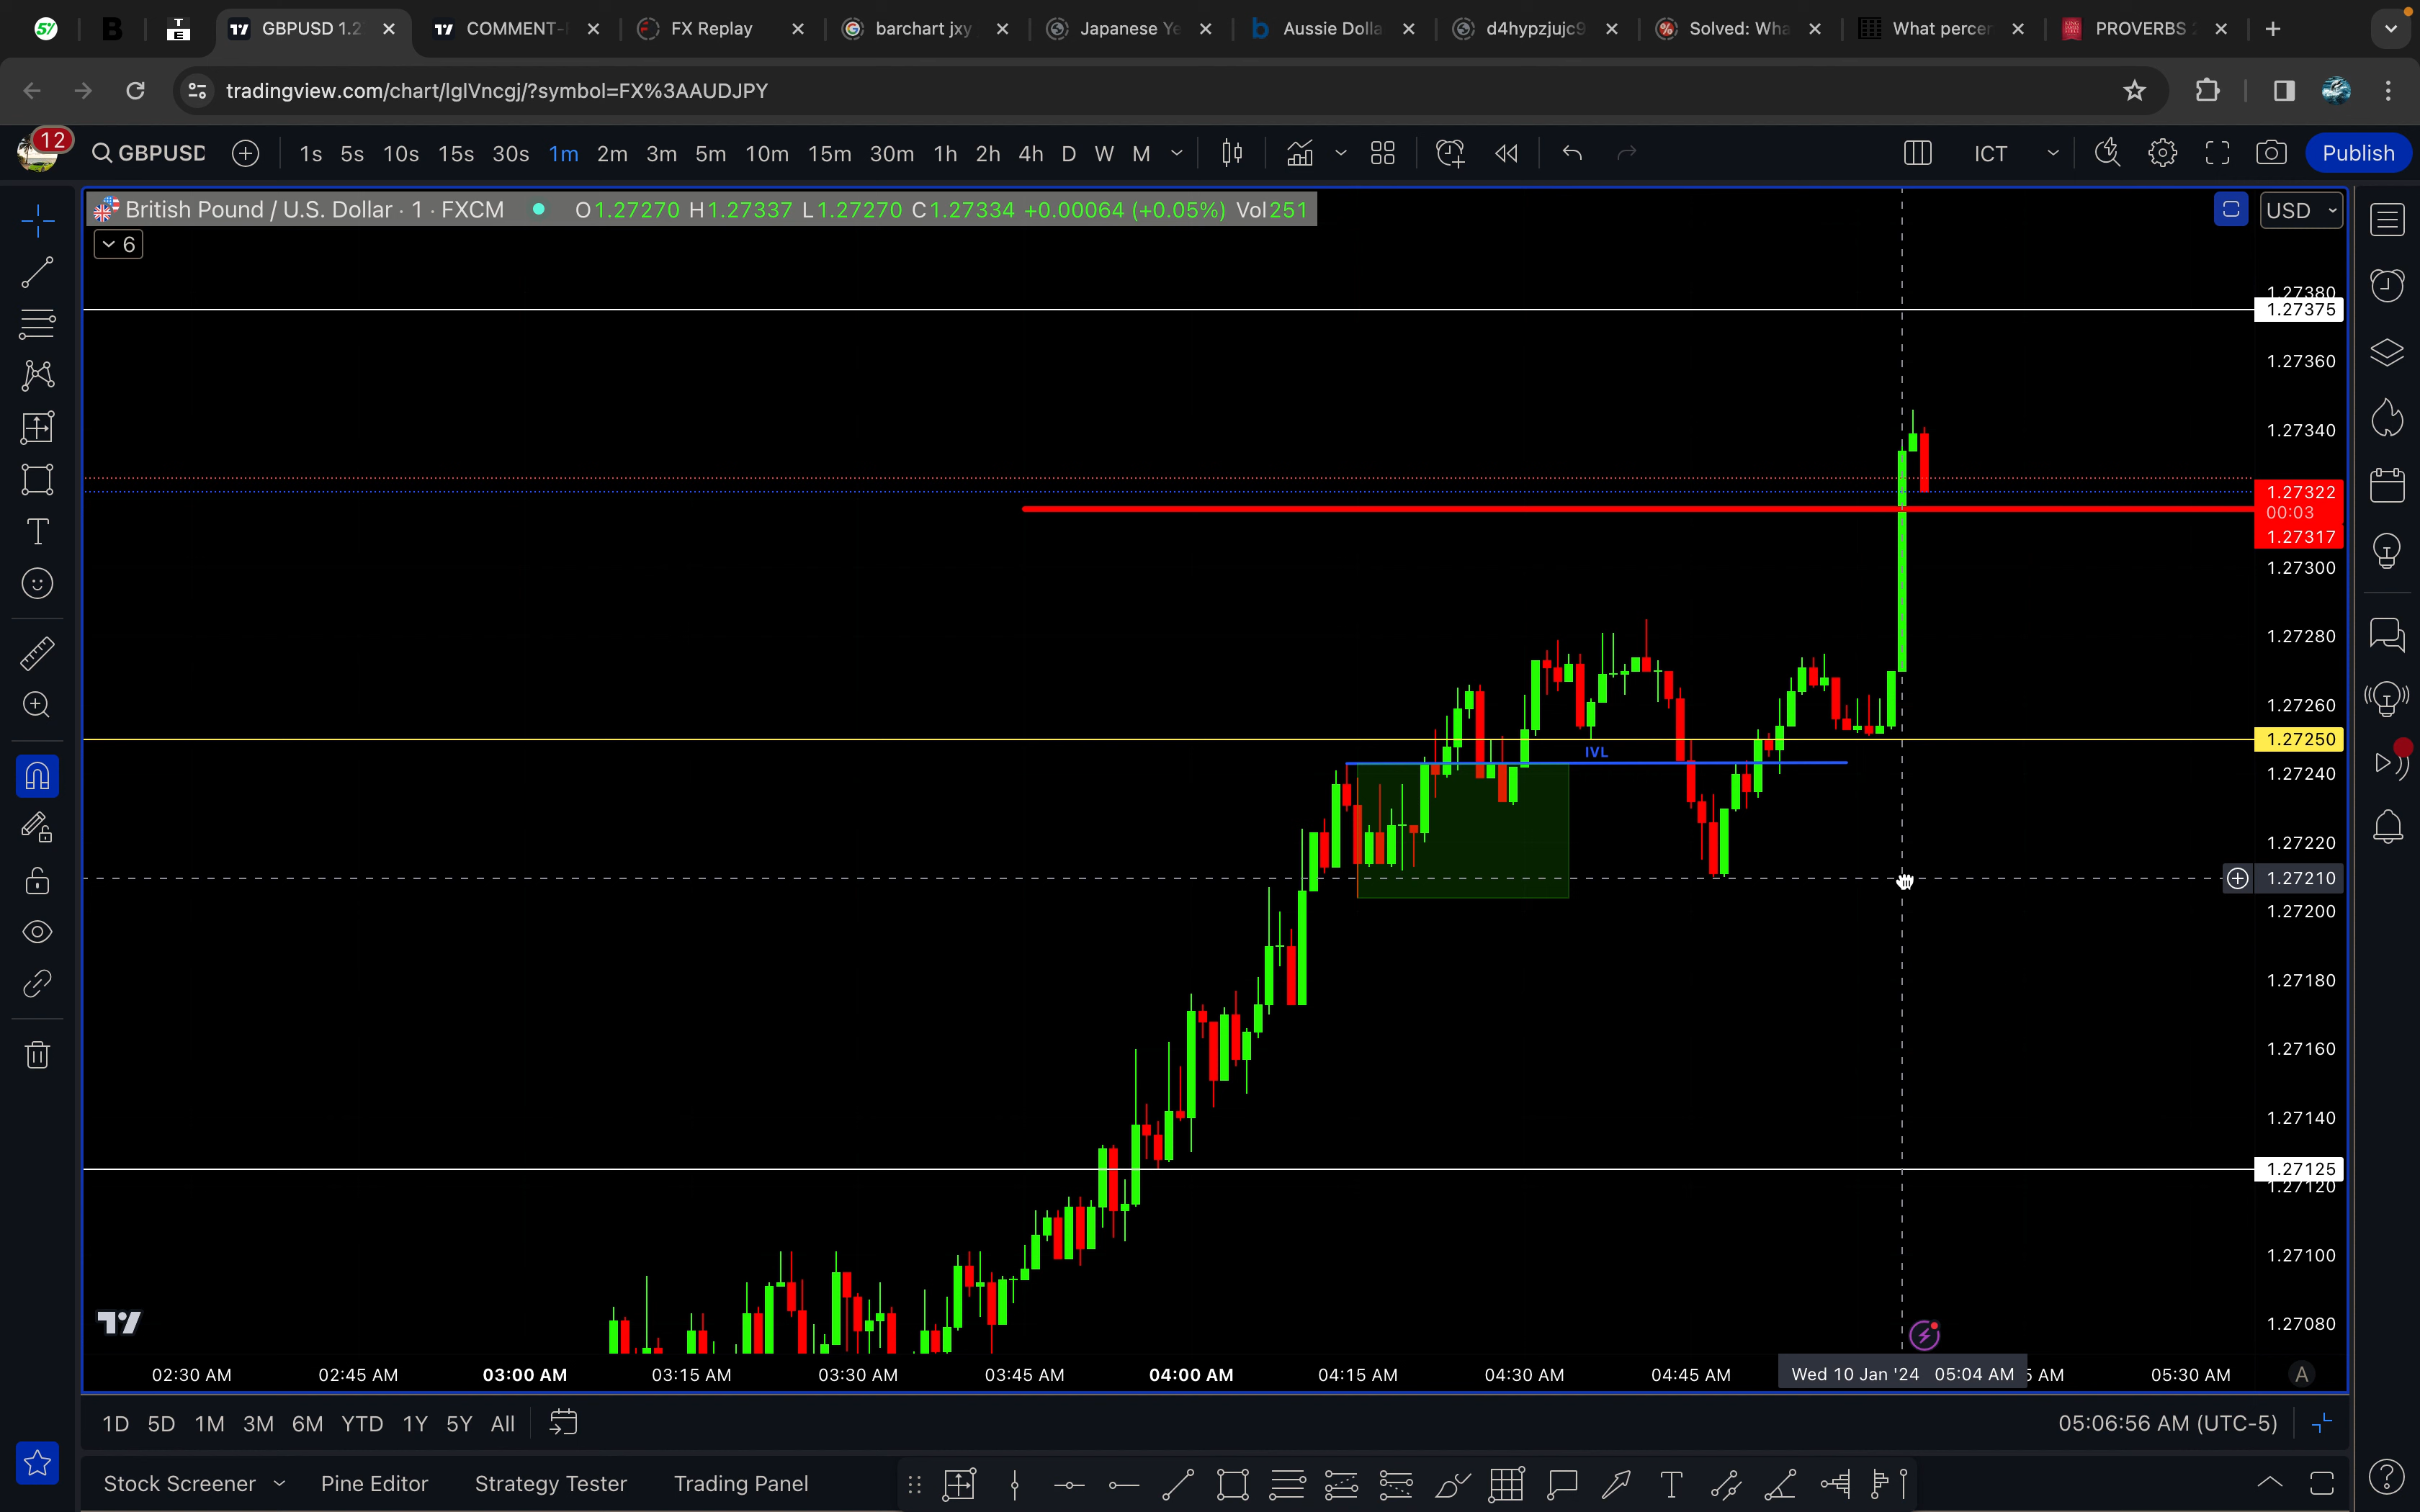 GBPUSD 1.2
COMMENT-
FX Replay
barchart jxy
Japanese Ye
Aussie Dolla
d4hypzjujc9
Solved: Wha
What percer
PROVERBS
tradingview.com/chart/lglVncgj/?symbol=FX%3AAUDJPY
12
GBPUSD
1s 5s 10s 15s 30s 1m 2m 3m 5m 10m 15m 30m 1h 2h 4h D W M
ICT
Publish
British Pound / U.S. Dollar · 1 · FXCM O1.27270 H1.27337 L1.27270 C1.27334 +0.00064 (+0.05%) Vol251
USD
6
1.27380
1.27375
1.27360
1.27340
1.27322
00:03
1.27317
1.27300
1.27280
1.27260
1.27250
IVL
1.27240
1.27220
1.27210
1.27200
1.27180
1.27160
1.27140
1.27125
1.27120
1.27100
1.27080
02:30 AM 02:45 AM 03:00 AM 03:15 AM 03:30 AM 03:45 AM 04:00 AM 04:15 AM 04:30 AM 04:45 AM Wed 10 Jan '24 05:04 AM 5 AM 05:30 AM A
1D 5D 1M 3M 6M YTD 1Y 5Y All
05:06:56 AM (UTC-5)
Stock Screener Pine Editor Strategy Tester Trading Panel